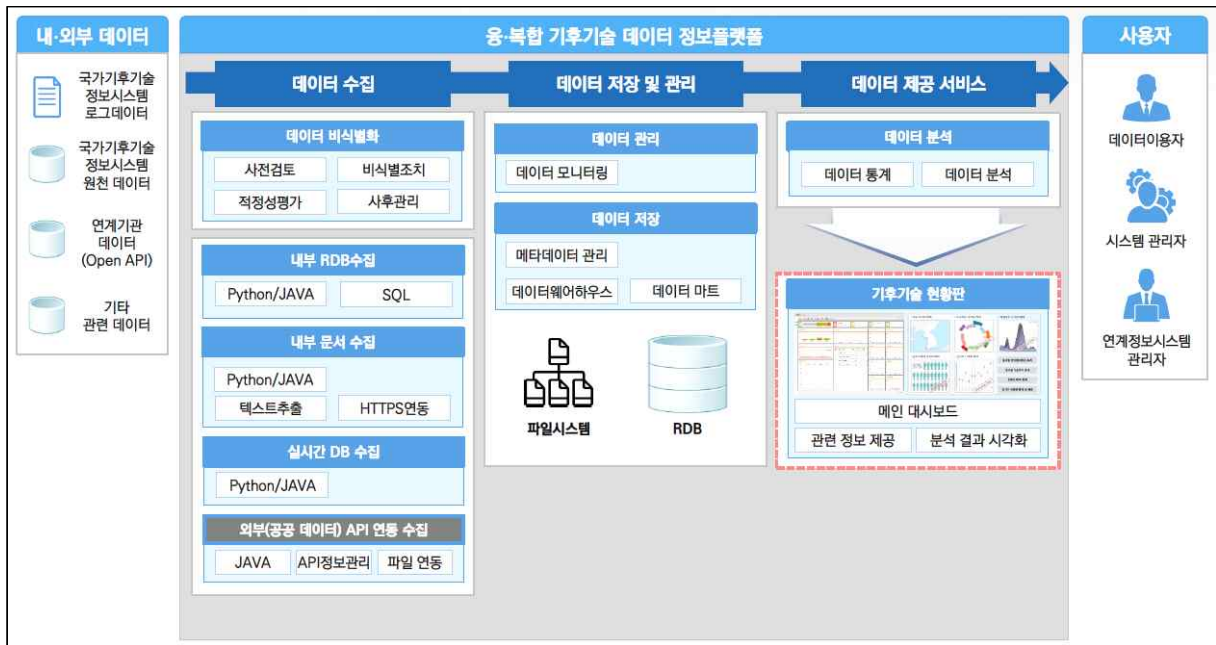 내·외부 데이터
국가기후기술
정보시스템
로그데이터
국가기후기술
정보시스템
원천 데이터
연계기관
데이터
(Open API)
기타
관련 데이터
융·복합 기후기술 데이터 정보플랫폼
데이터 수집
데이터 비식별화
사전검토
비식별조치
적정성평가
사후관리
내부 RDB수집
Python/JAVA
SQL
내부 문서 수집
Python/JAVA
텍스트추출
HTTPS연동
실시간 DB 수집
Python/JAVA
외부(공공 데이터) API 연동 수집
JAVA
API정보관리
파일 연동
데이터 저장 및 관리
데이터 관리
데이터 모니터링
데이터 저장
메타데이터 관리
데이터웨어하우스
데이터 마트
파일시스템
RDB
데이터 제공 서비스
데이터 분석
데이터 통계
데이터 분석
기후기술 현황판
메인 대시보드
관련 정보 제공
분석 결과 시각화
사용자
데이터이용자
시스템 관리자
연계정보시스템
관리자